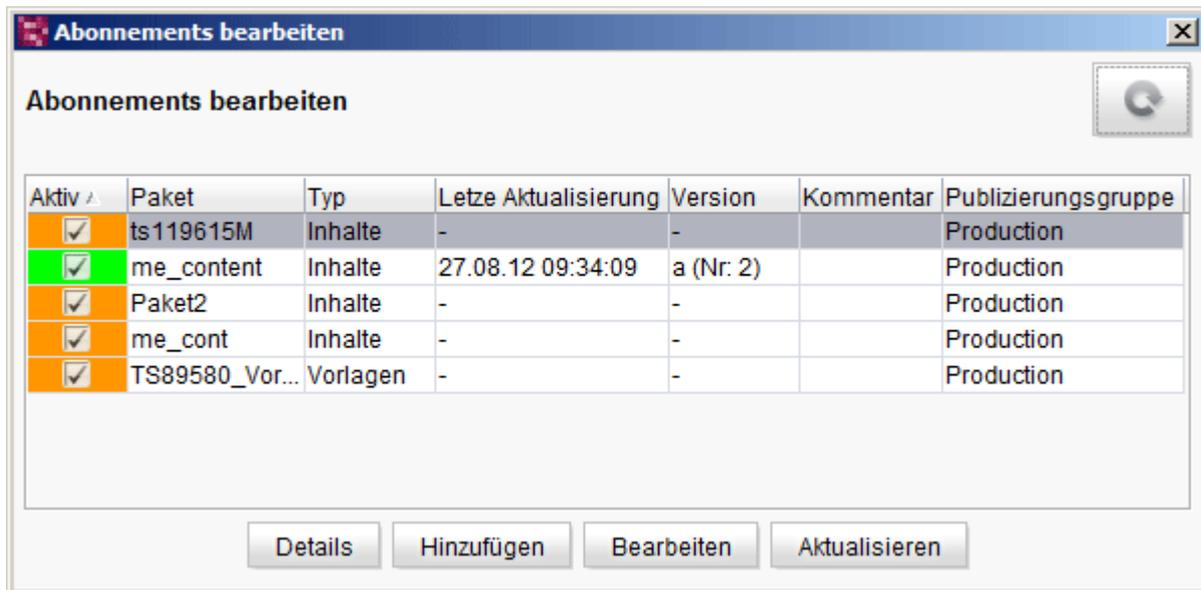 Abonnements bearbeiten
Abonnements bearbeiten
Aktiv Paket Typ Letze Aktualisierung Version Kommentar Publizierungsgruppe
ts119615M Inhalte - - Production
me_content Inhalte 27.08.12 09:34:09 a (Nr: 2) Production
Paket2 Inhalte - - Production
me_cont Inhalte - - Production
TS89580_Vor... Vorlagen - - Production
Details Hinzufügen Bearbeiten Aktualisieren